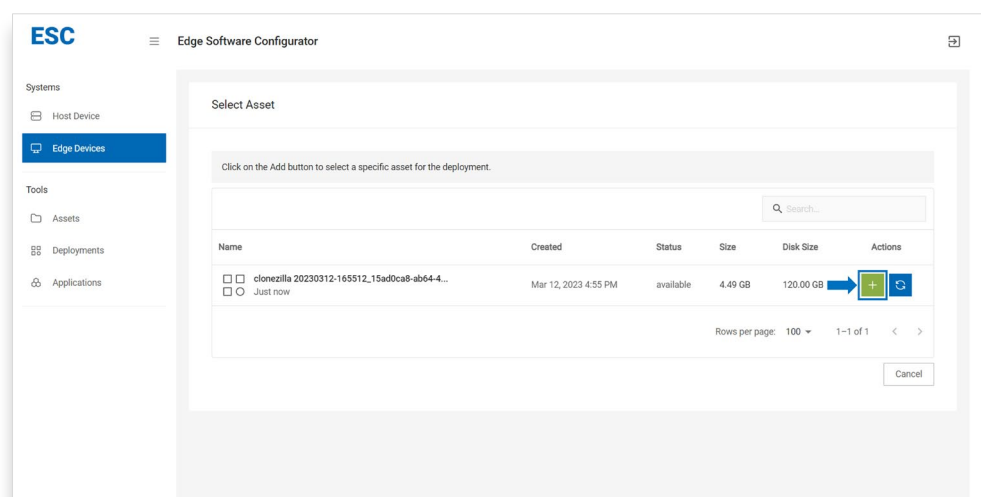 ESC
Edge Software Configurator
Systems
Host Device
Edge Devices
Tools
Assets
Deployments
Applications
Select Asset
Click on the Add button to select a specific asset for the deployment.
Search...
Name Created Status Size Disk Size Actions
clonezilla 20230312-165512_15ad0ca8-ab64-4... Mar 12, 2023 4:55 PM available 4.49 GB 120.00 GB
Just now
Rows per page: 100 1–1 of 1
Cancel